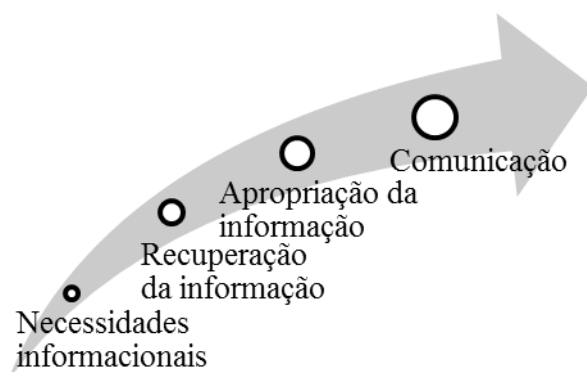 Necessidades
informacionais
Recuperação
da informação
Apropriação da
informação
Comunicação